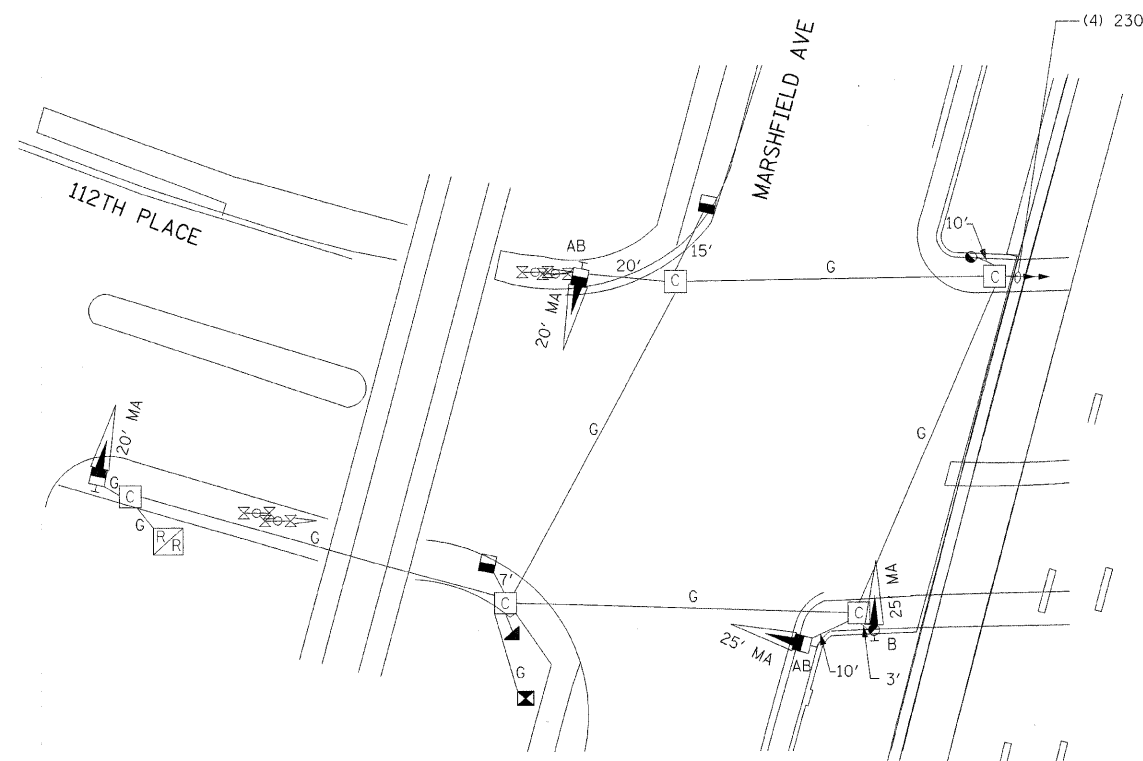 (4) 230
MARSHFIELD AVE
112TH PLACE
10'
AB
20'
15'
G
C
C
20' MA
20' MA
G
G
G
C
G
R
R
G
7'
C
G
C
25 MA
25' MA
AB
10'
B
3'
G